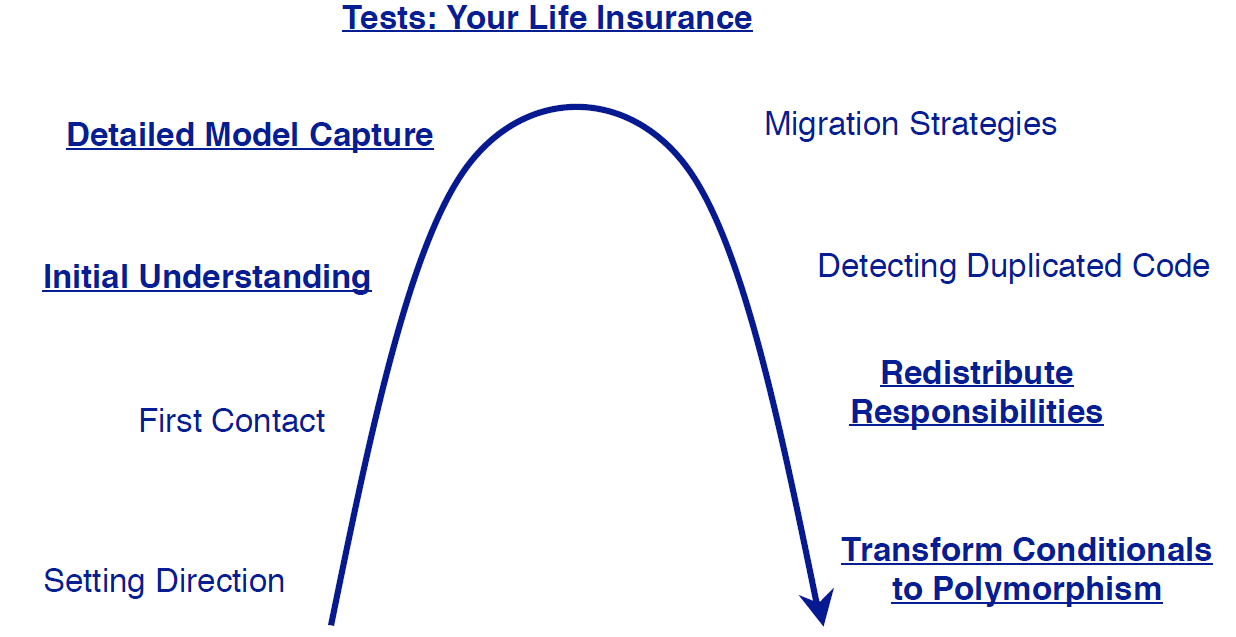 Tests: Your Life Insurance
Detailed Model Capture
Migration Strategies
Initial Understanding
Detecting Duplicated Code
Redistribute
Responsibilities
First Contact
Transform Conditionals
to Polymorphism
Setting Direction